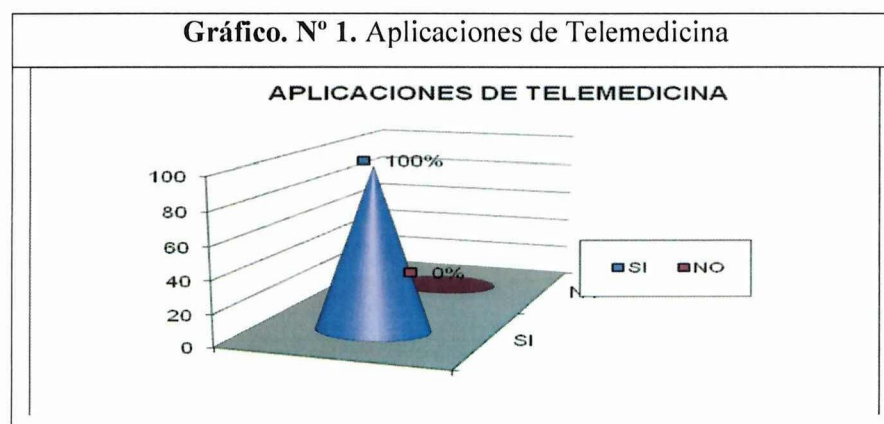 Gráfico. Nº 1. Aplicaciones de Telemedicina
APLICACIONES DE TELEMEDICINA
100%
0%
100
80
60
40
20
0
SI
SI NO